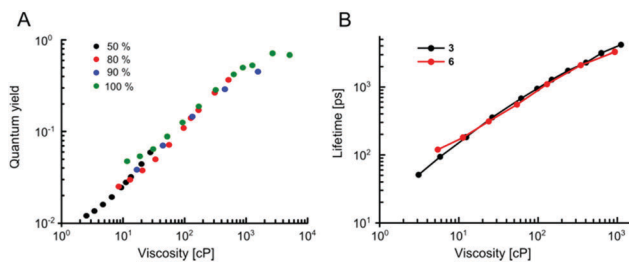 A
B
10⁰
10⁻¹
10⁻²
Quantum yield
50 %
80 %
90 %
100 %
10⁰ 10¹ 10² 10³ 10⁴ 10⁵
Viscosity [cP]
10³
10²
10¹
Lifetime [ps]
3
6
10⁰ 10¹ 10² 10³
Viscosity [cP]